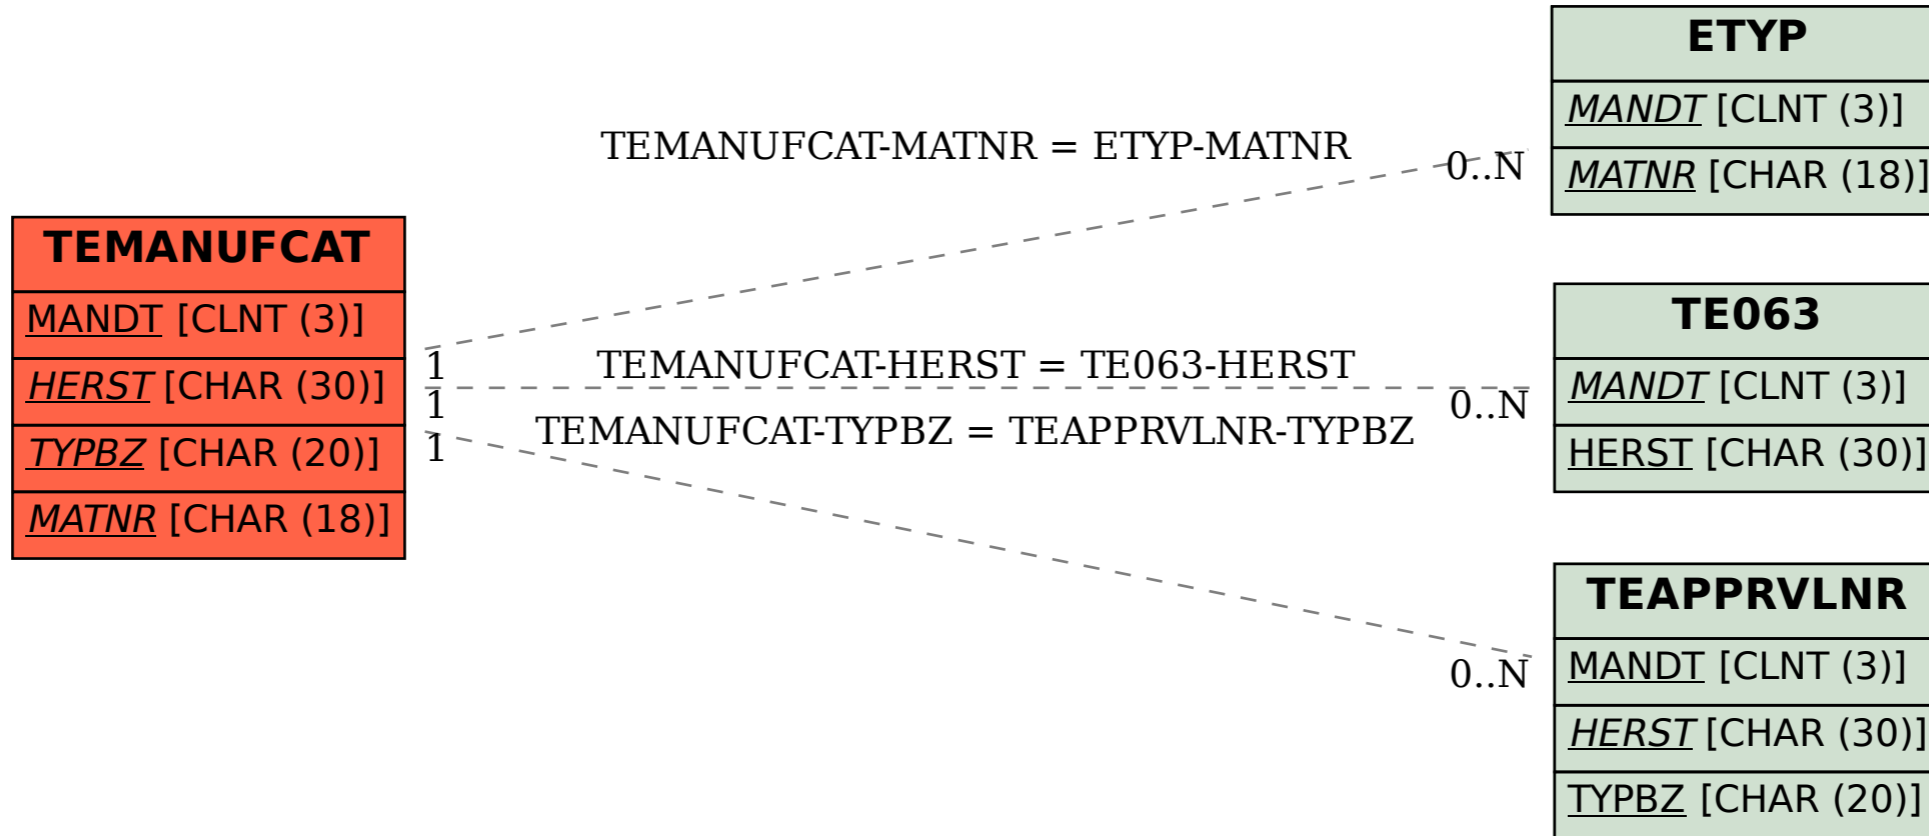 ETYP
MANDT [CLNT (3)]
MATNR [CHAR (18)]
TEMANUFCAT-MATNR = ETYP-MATNR
0..N
TEMANUFCAT
MANDT [CLNT (3)]
HERST [CHAR (30)]
TYPBZ [CHAR (20)]
MATNR [CHAR (18)]
1
TEMANUFCAT-HERST = TE063-HERST
1
0..N
TEMANUFCAT-TYPBZ = TEAPPRVLNR-TYPBZ
1
0..N
TE063
MANDT [CLNT (3)]
HERST [CHAR (30)]
TEAPPRVLNR
MANDT [CLNT (3)]
HERST [CHAR (30)]
TYPBZ [CHAR (20)]